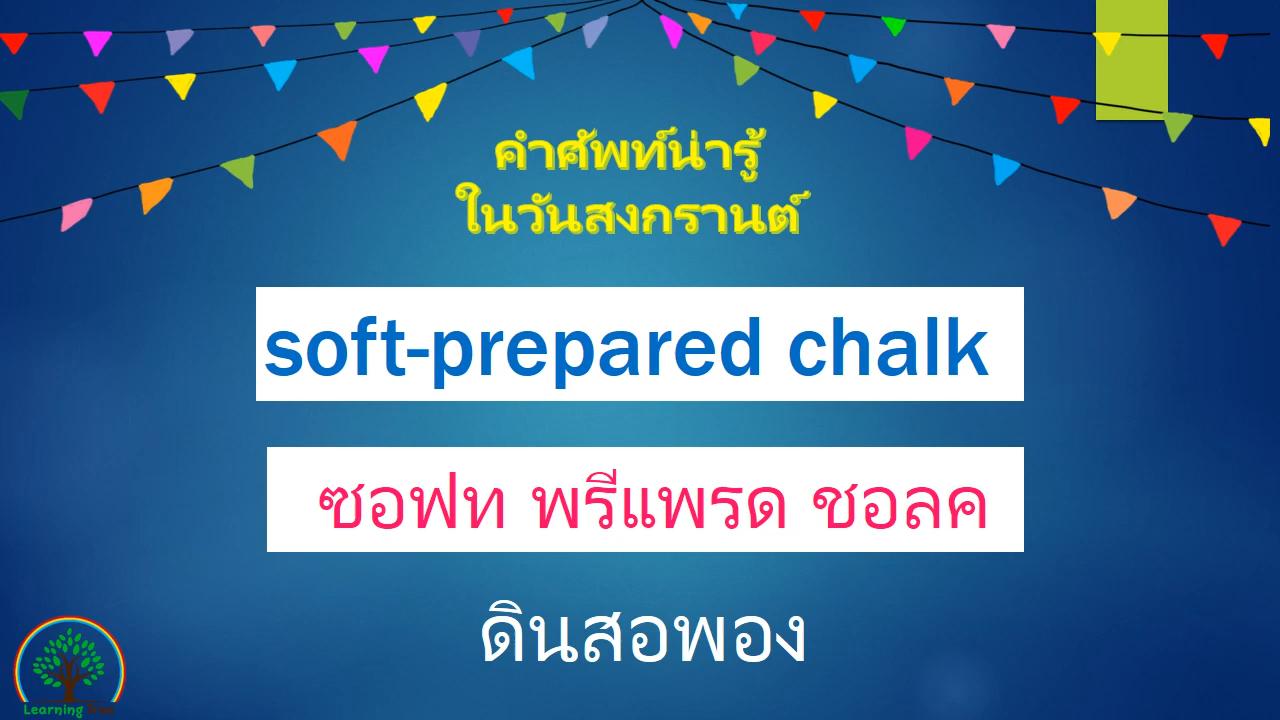 คำศัพท์น่ารู้
ในวันสงกรานต์
soft-prepared chalk
ซอฟท พรีแพรด ชอลค
ดินสอพอง
Learning Tree